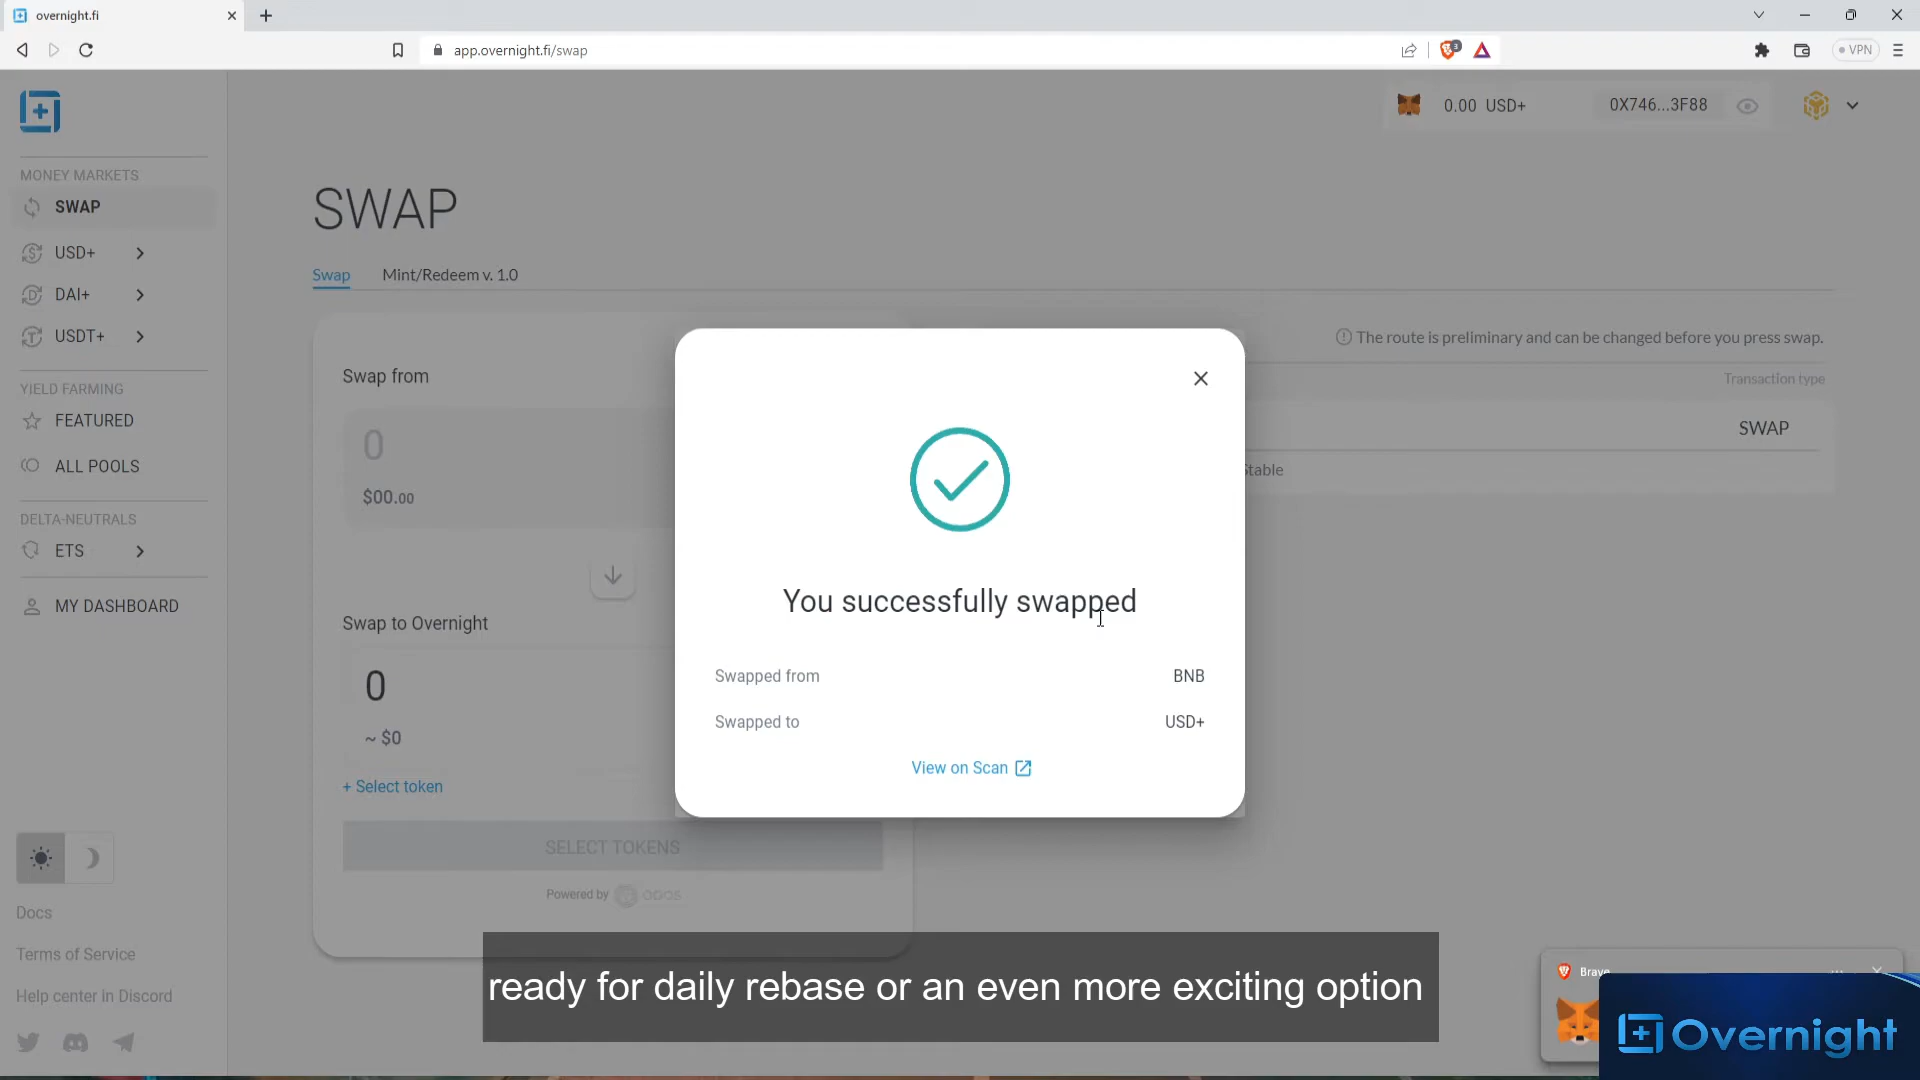 overnight.fi
app.overnight.fi/swap
VPN
0.00 USD+
0X746...3F88
MONEY MARKETS
SWAP
USD+
DAI+
USDT+
YIELD FARMING
FEATURED
ALL POOLS
DELTA-NEUTRALS
ETS
MY DASHBOARD
Docs
Terms of Service
Help center in Discord
SWAP
Swap
Mint/Redeem v. 1.0
The route is preliminary and can be changed before you press swap.
Transaction type
Swap from
0
$00.00
SWAP
Stable
Swap to Overnight
0
~ $0
+ Select token
SELECT TOKENS
Powered by ODOS
You successfully swapped
Swapped from
BNB
Swapped to
USD+
View on Scan
ready for daily rebase or an even more exciting option
Brave
Overnight